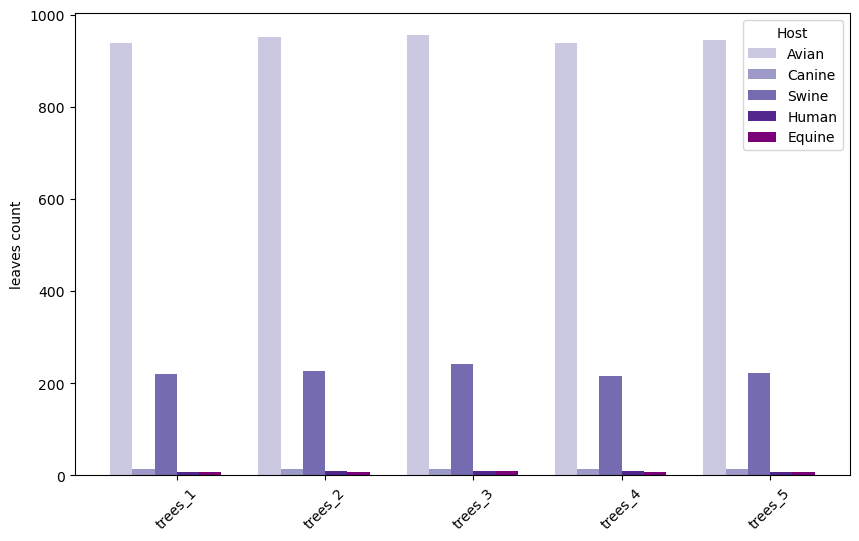 1000
800
600
400
200
0
leaves count
Host
Avian
Canine
Swine
Human
Equine
trees_1
trees_2
trees_3
trees_4
trees_5